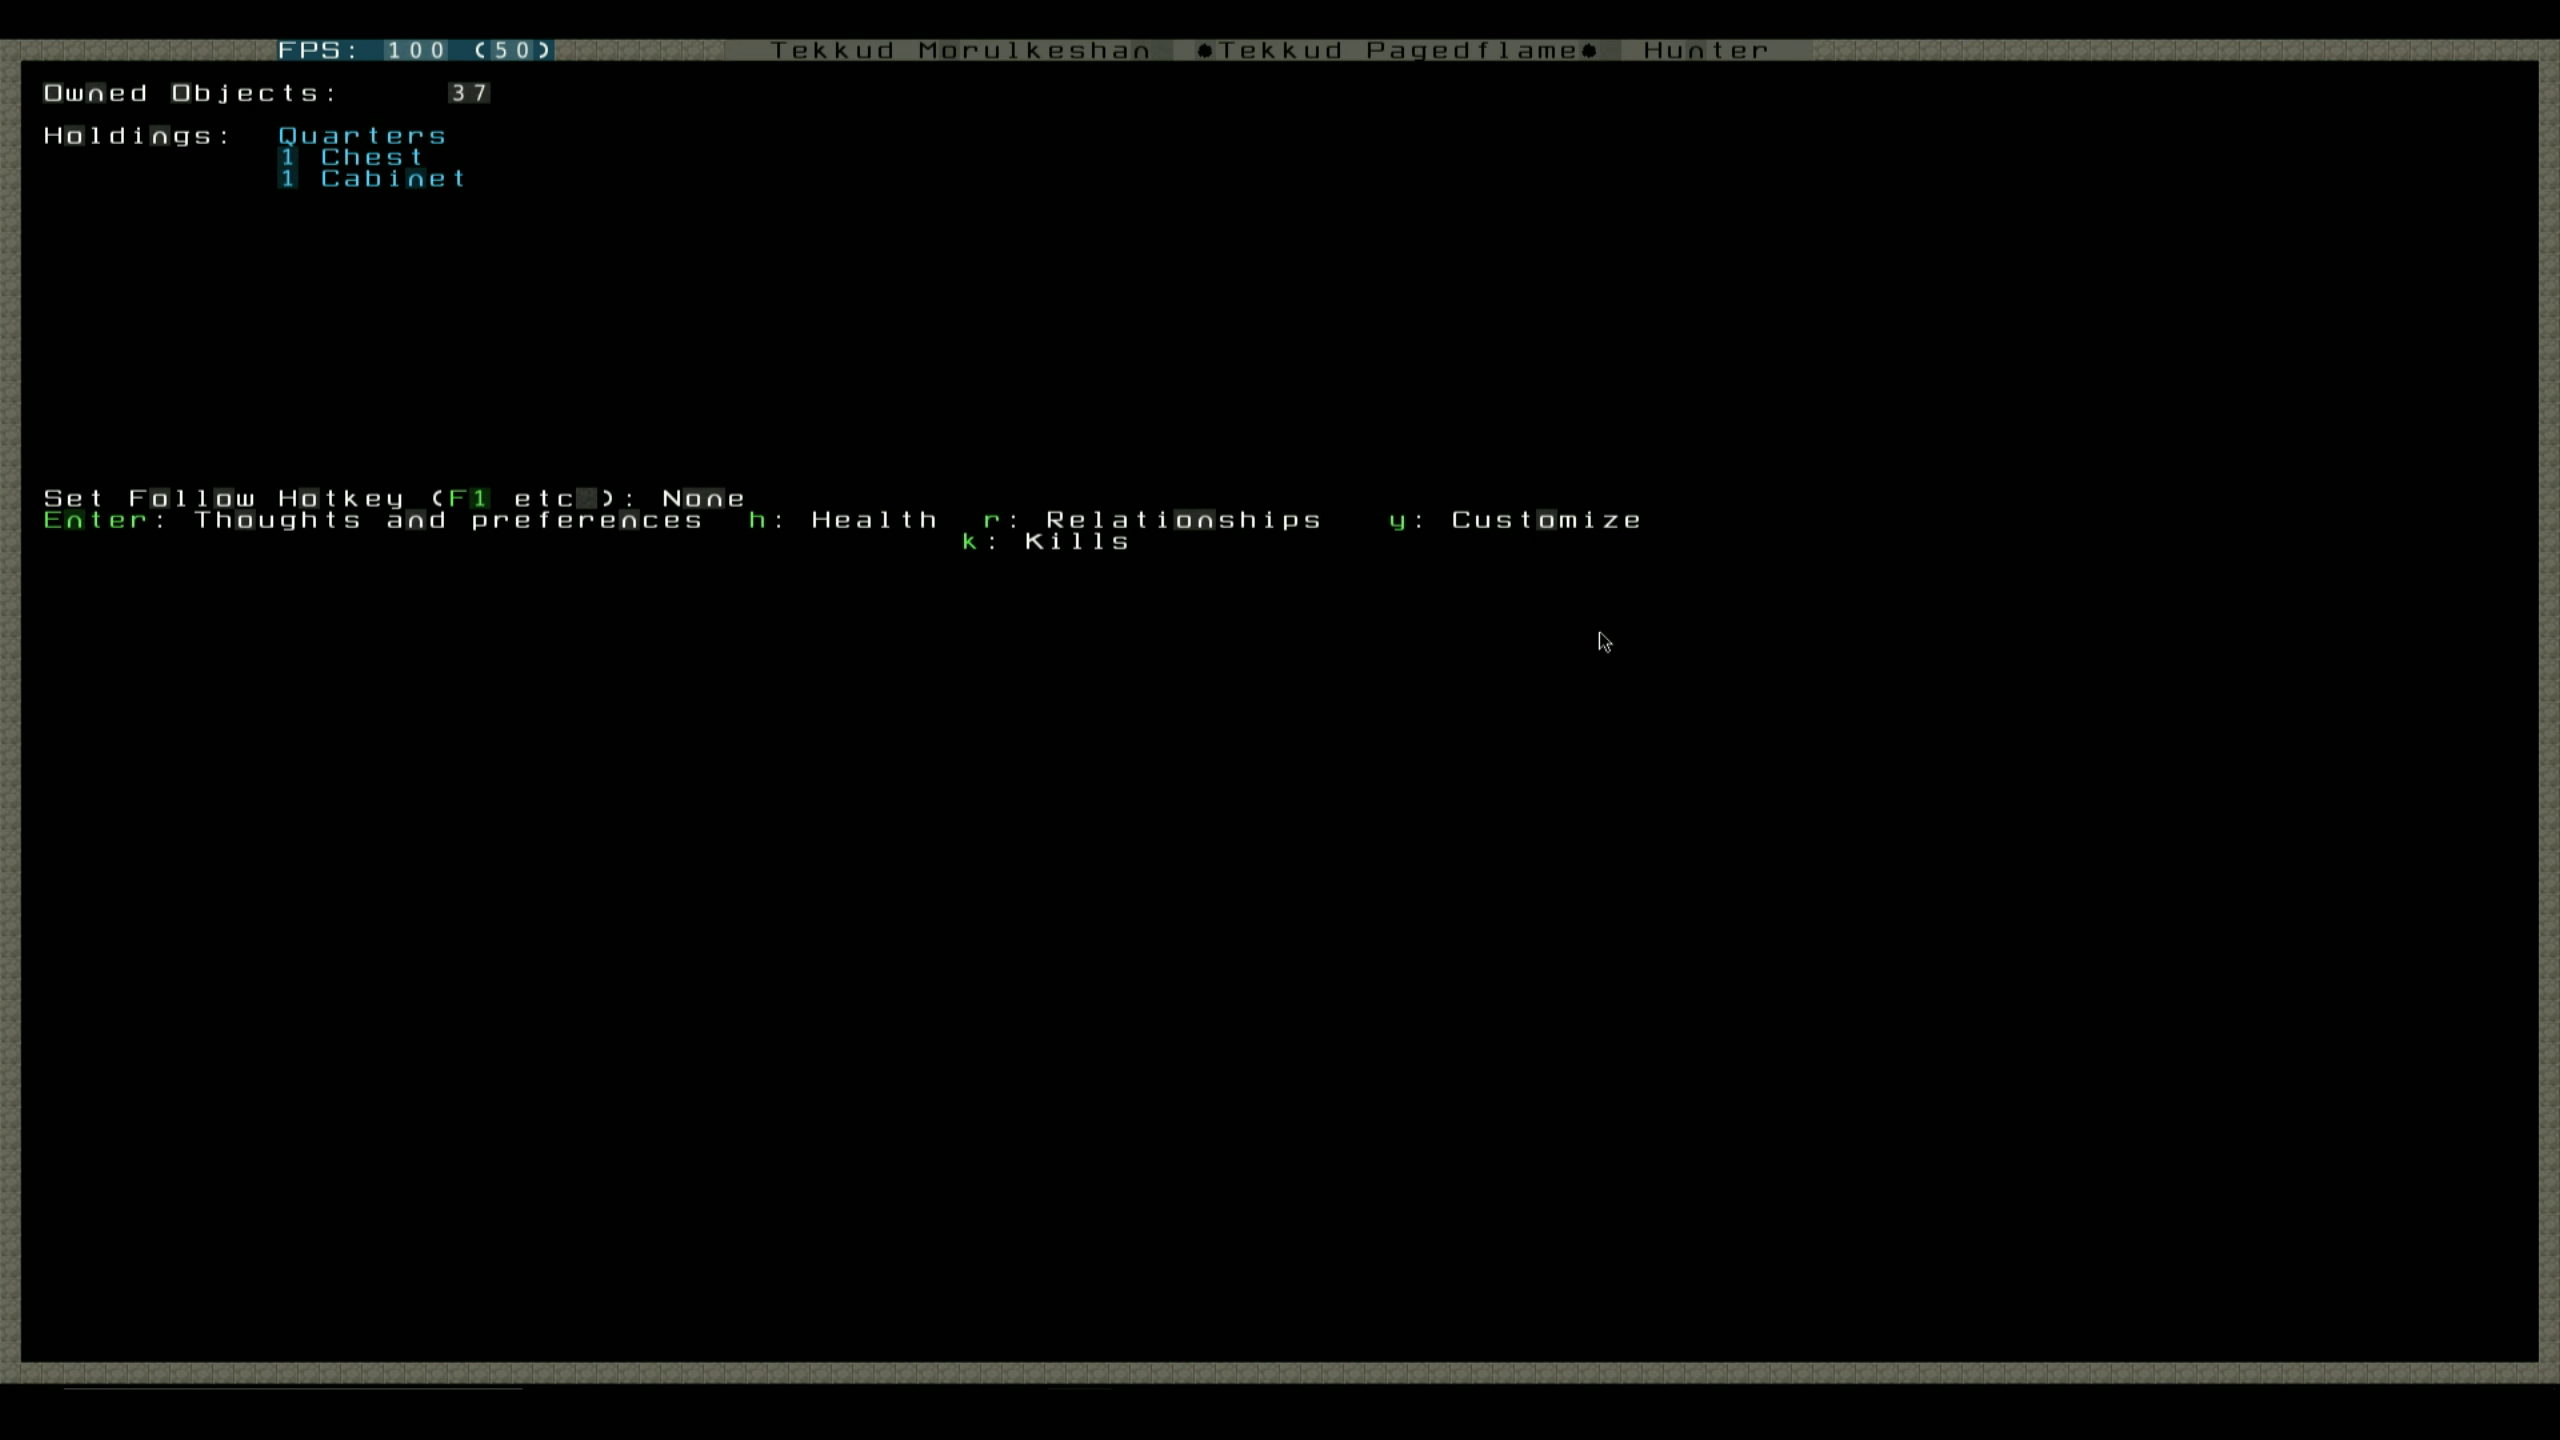 FPS: 100 (50) Tekkud Morulkeshan ●Tekkud Pagedflame● Hunter
Owned Objects: 37
Holdings: Quarters
1 Chest
1 Cabinet
Set Follow Hotkey (F1 etc ): None
Enter: Thoughts and preferences h: Health r: Relationships y: Customize
k: Kills